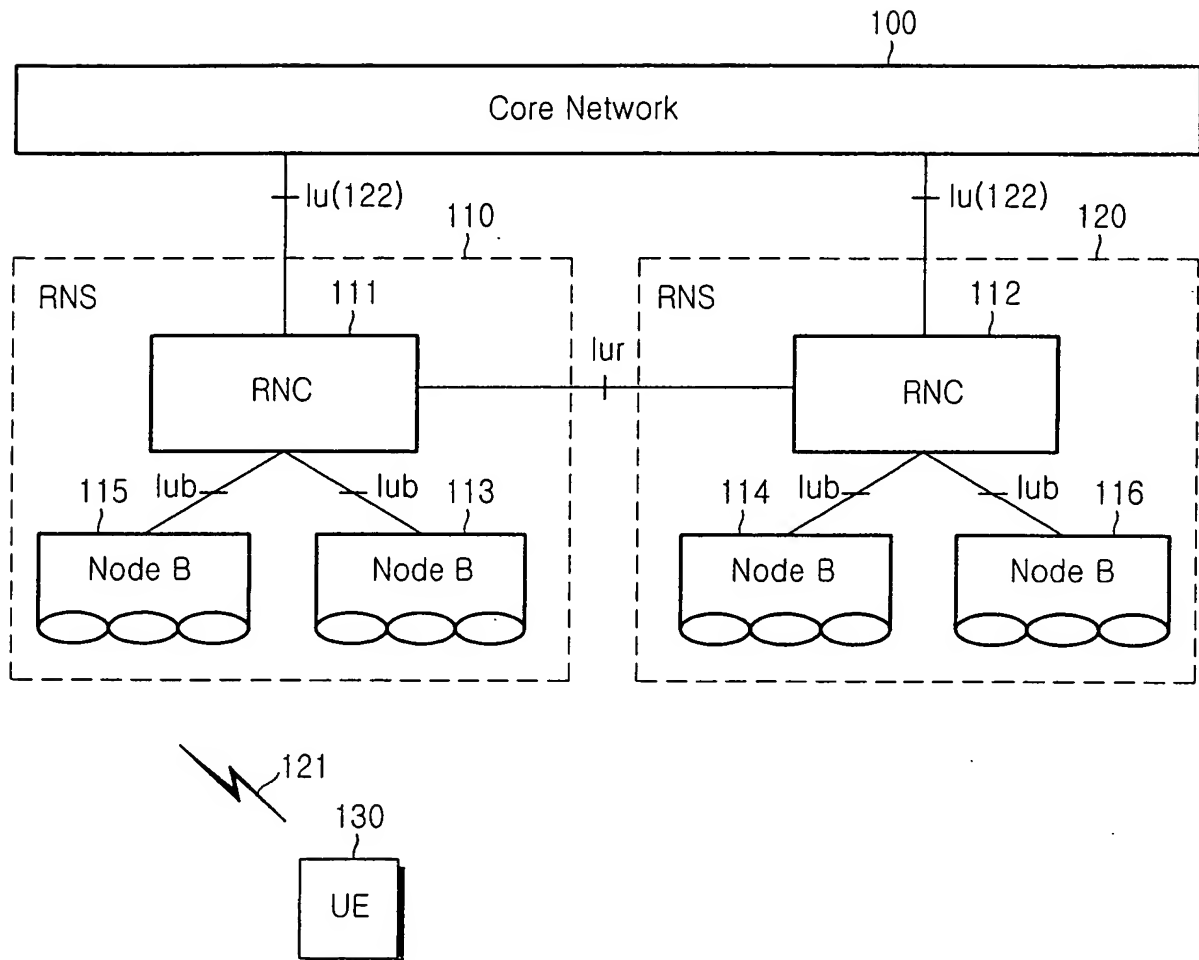 100
Core Network
Iu(122)
Iu(122)
110
120
RNS
111
RNS
112
RNC
Iur
RNC
115
Iub
Iub
113
114
Iub
Iub
116
Node B
Node B
Node B
Node B
121
130
UE